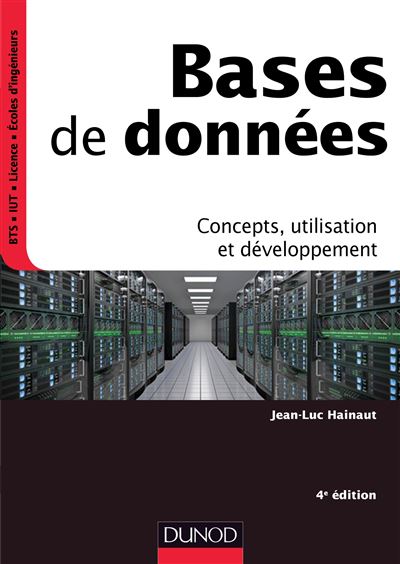 BTS ▪ IUT ▪ Licence ▪ Écoles d'ingénieurs
Bases
de données
Concepts, utilisation
et développement
Jean-Luc Hainaut
4e édition
DUNOD